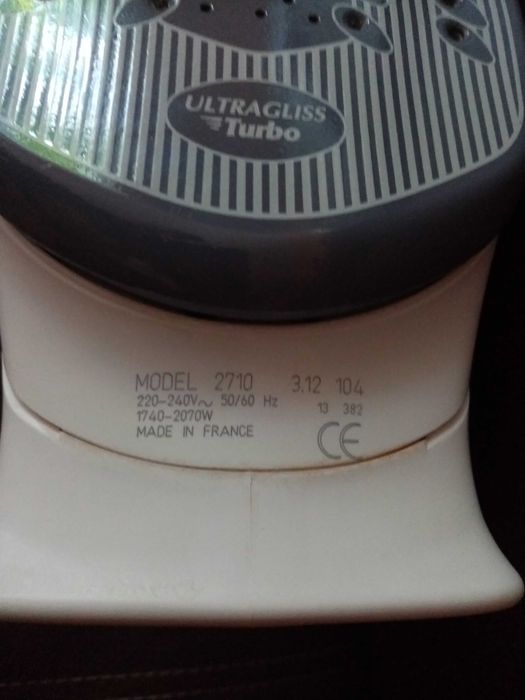 ULTRAGLISS
Turbo
MODEL 2710 3.12 104
220-240V~ 50/60 Hz 13 382
1740-2070W
MADE IN FRANCE CE